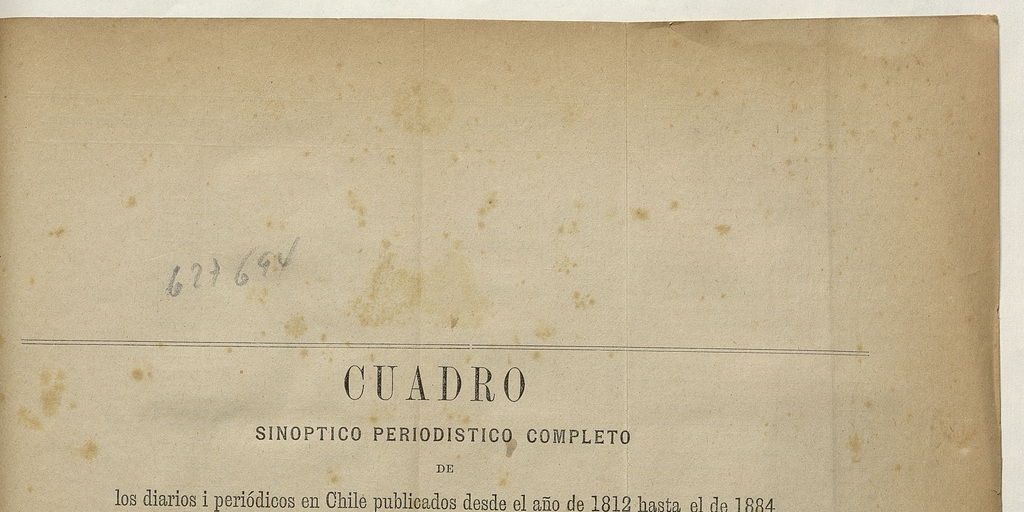 627694
CUADRO
SINOPTICO PERIODISTICO COMPLETO
DE
los diarios i periódicos en Chile publicados desde el año de 1812 hasta el de 1884